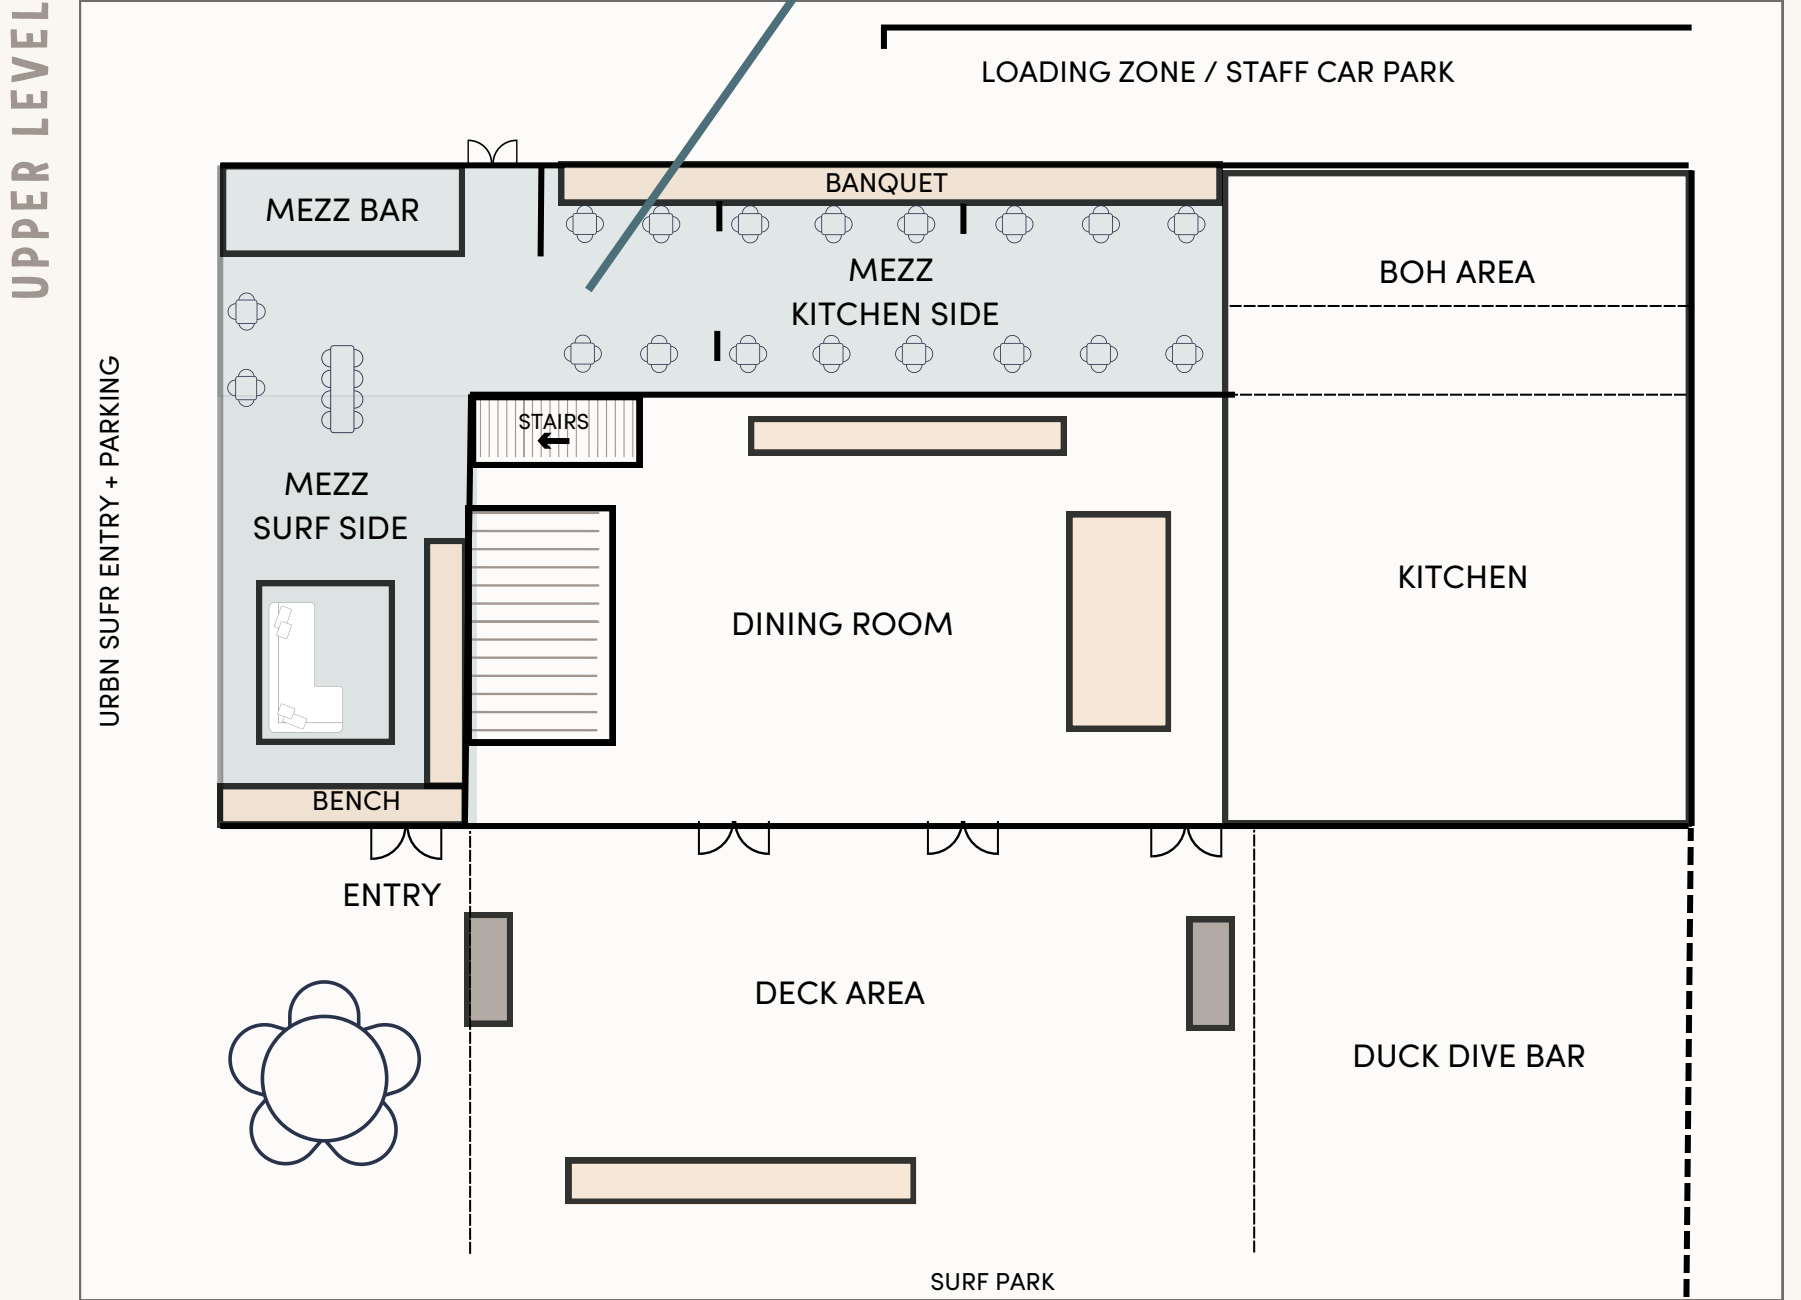 UPPER LEVEL
LOADING ZONE / STAFF CAR PARK
BANQUET
MEZZ BAR
MEZZ
KITCHEN SIDE
BOH AREA
URBN SUFR ENTRY + PARKING
STAIRS
MEZZ
SURF SIDE
KITCHEN
DINING ROOM
BENCH
ENTRY
DECK AREA
DUCK DIVE BAR
SURF PARK